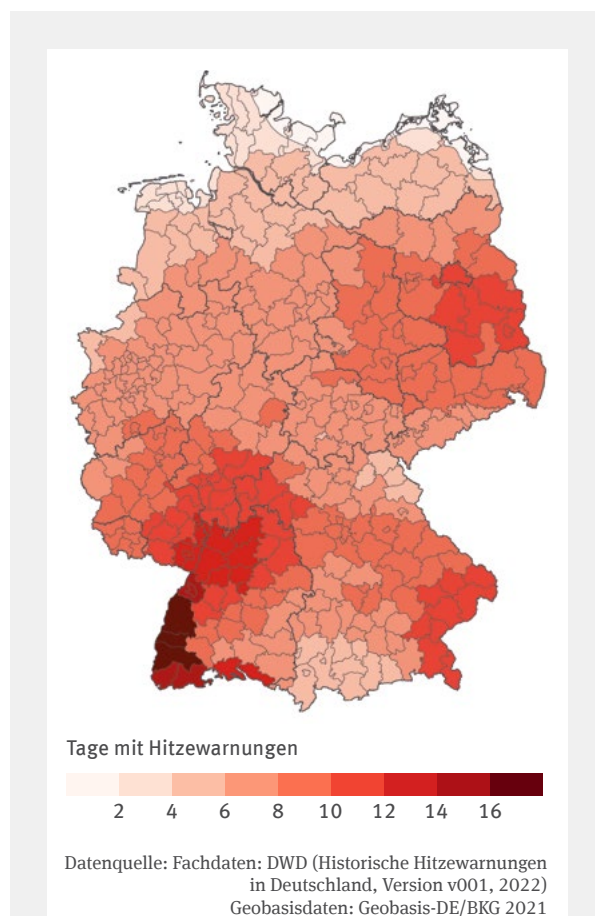 Tage mit Hitzewarnungen
2 4 6 8 10 12 14 16
Datenquelle: Fachdaten: DWD (Historische Hitzewarnungen
in Deutschland, Version v001, 2022)
Geobasisdaten: Geobasis-DE/BKG 2021